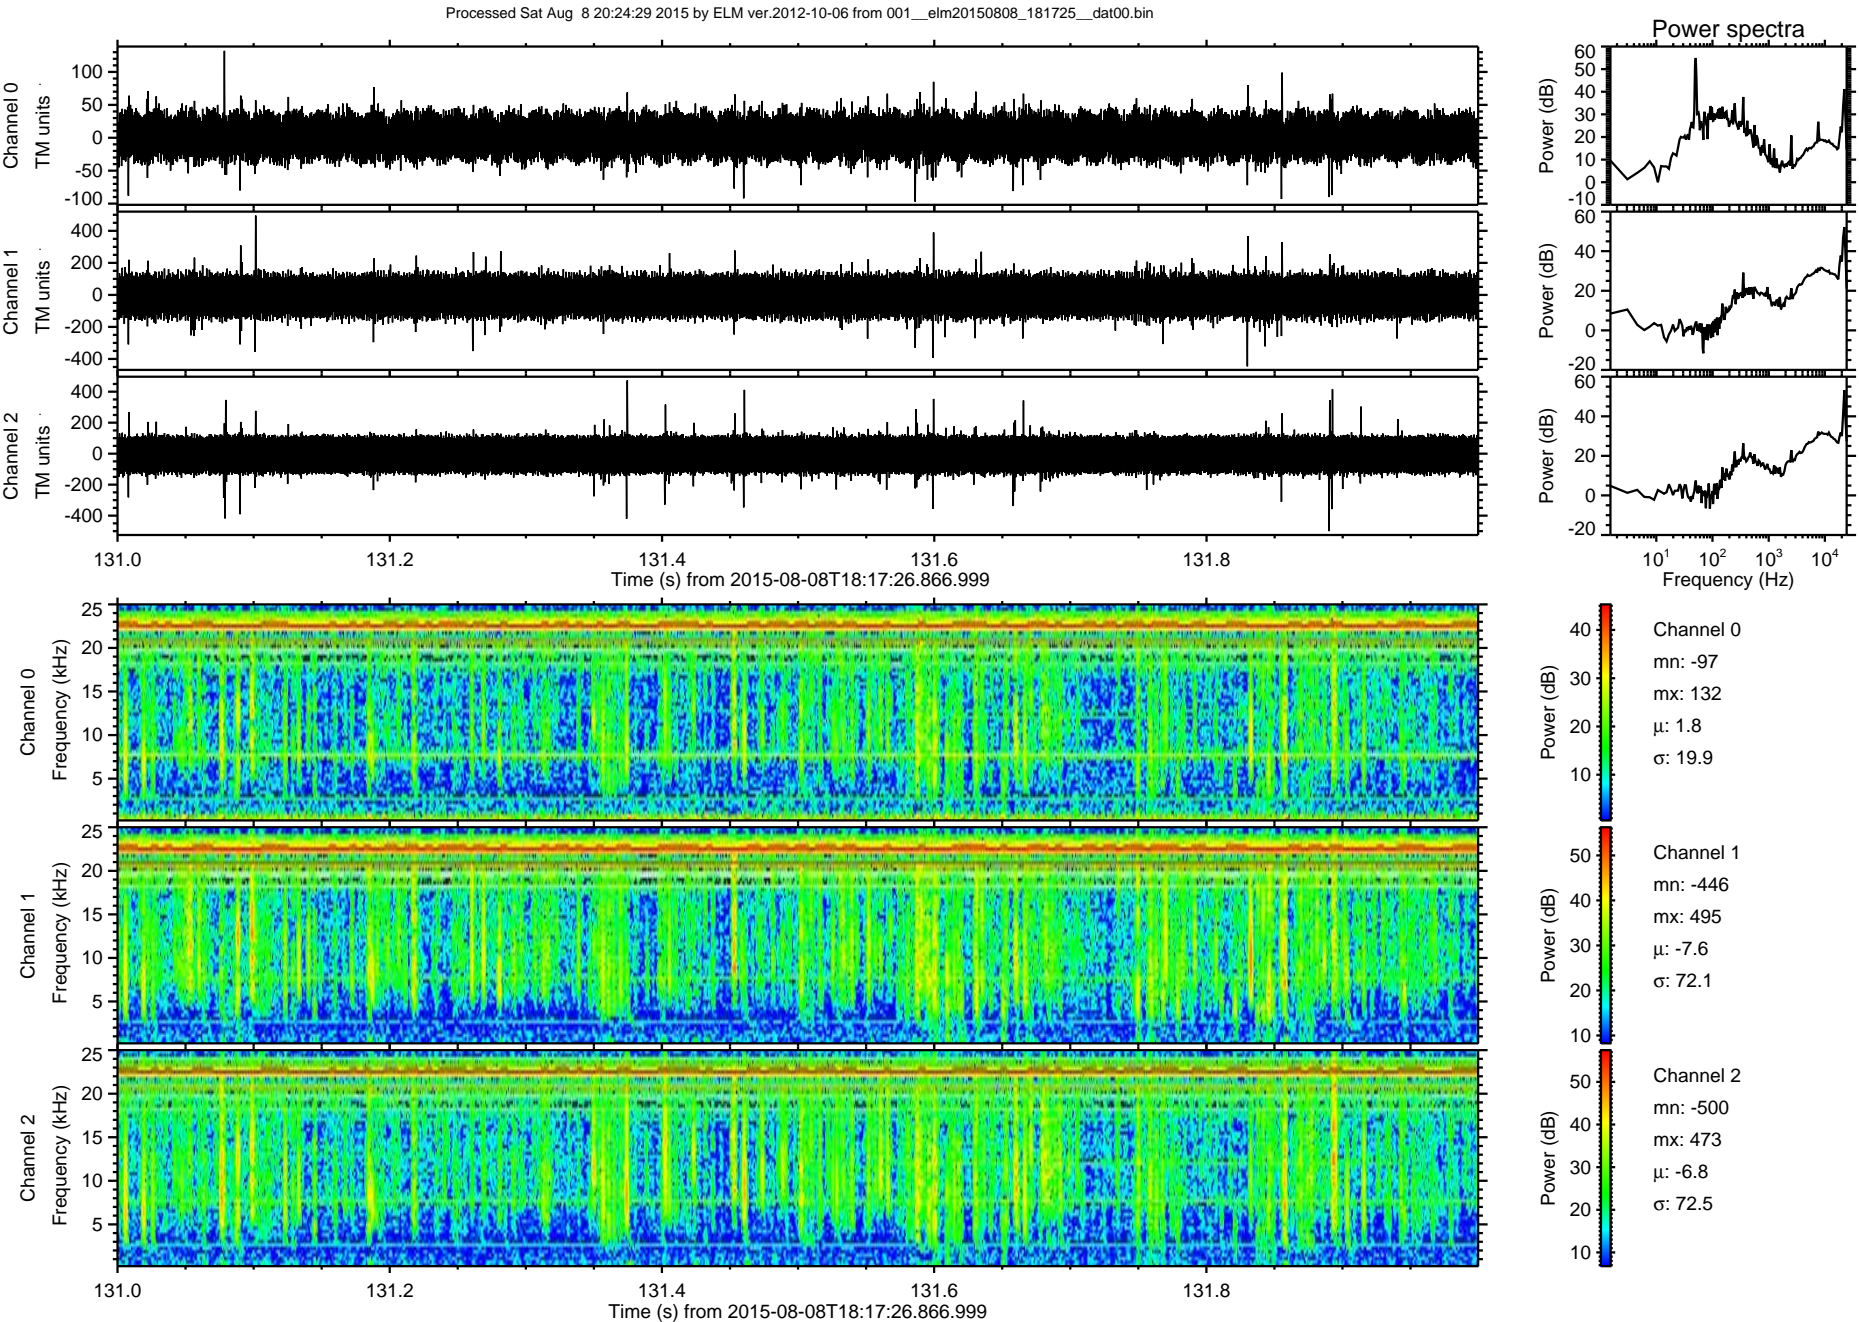 Processed Sat Aug  8 20:24:29 2015 by ELM ver.2012-10-06 from 001__elm20150808_181725__dat00.bin
Power spectra
Channel 0
TM units
100
50
0
-50
-100
Power (dB)
60
50
40
30
20
10
0
-10
Channel 1
TM units
400
200
0
-200
-400
Power (dB)
60
40
20
0
-20
Channel 2
TM units
400
200
0
-200
-400
Power (dB)
60
40
20
0
-20
131.0 131.2 131.4 131.6 131.8
Time (s) from 2015-08-08T18:17:26.866.999
10^1 10^2 10^3 10^4
Frequency (Hz)
Channel 0
Frequency (kHz)
25
20
15
10
5
Power (dB)
40
30
20
10
Channel 0
mn: -97
mx: 132
μ: 1.8
σ: 19.9
Channel 1
Frequency (kHz)
25
20
15
10
5
Power (dB)
50
40
30
20
10
Channel 1
mn: -446
mx: 495
μ: -7.6
σ: 72.1
Channel 2
Frequency (kHz)
25
20
15
10
5
Power (dB)
50
40
30
20
10
Channel 2
mn: -500
mx: 473
μ: -6.8
σ: 72.5
131.0 131.2 131.4 131.6 131.8
Time (s) from 2015-08-08T18:17:26.866.999